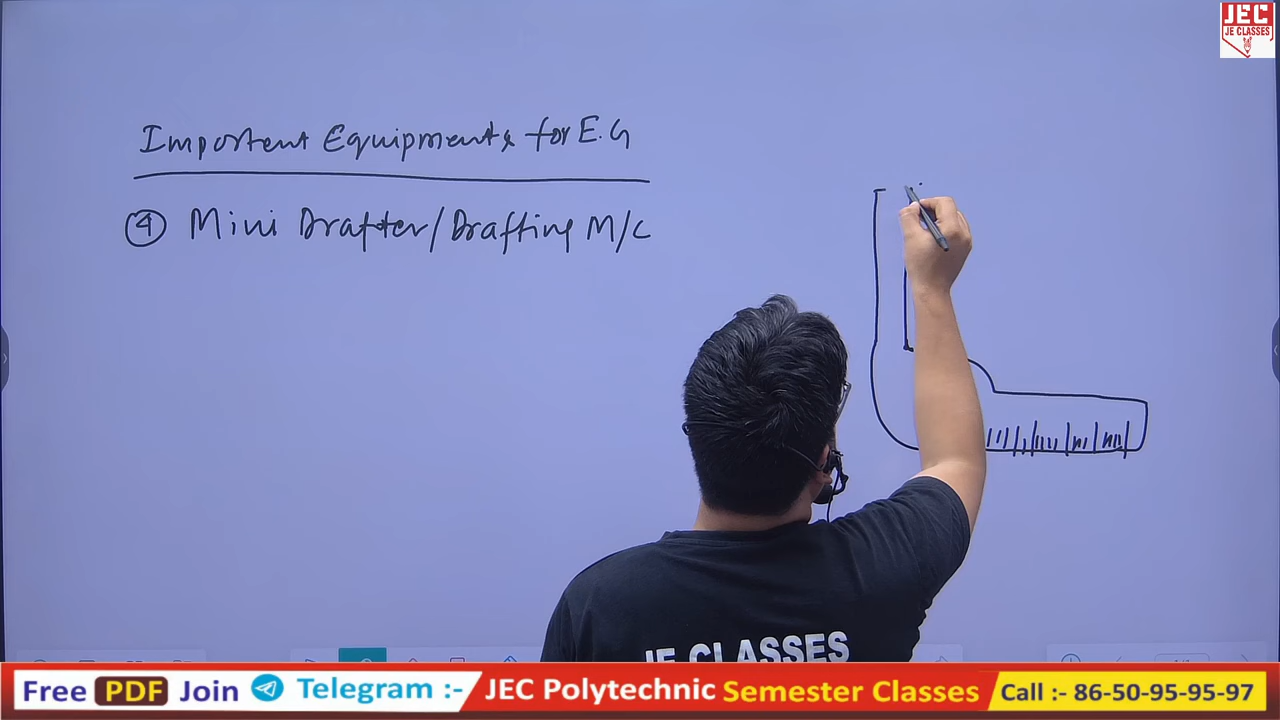 JEC
JE CLASSES
Important Equipments for E.G
④ Mini Drafter/Drafting M/C
JE CLASSES
Free PDF Join Telegram :- JEC Polytechnic Semester Classes Call :- 86-50-95-95-97